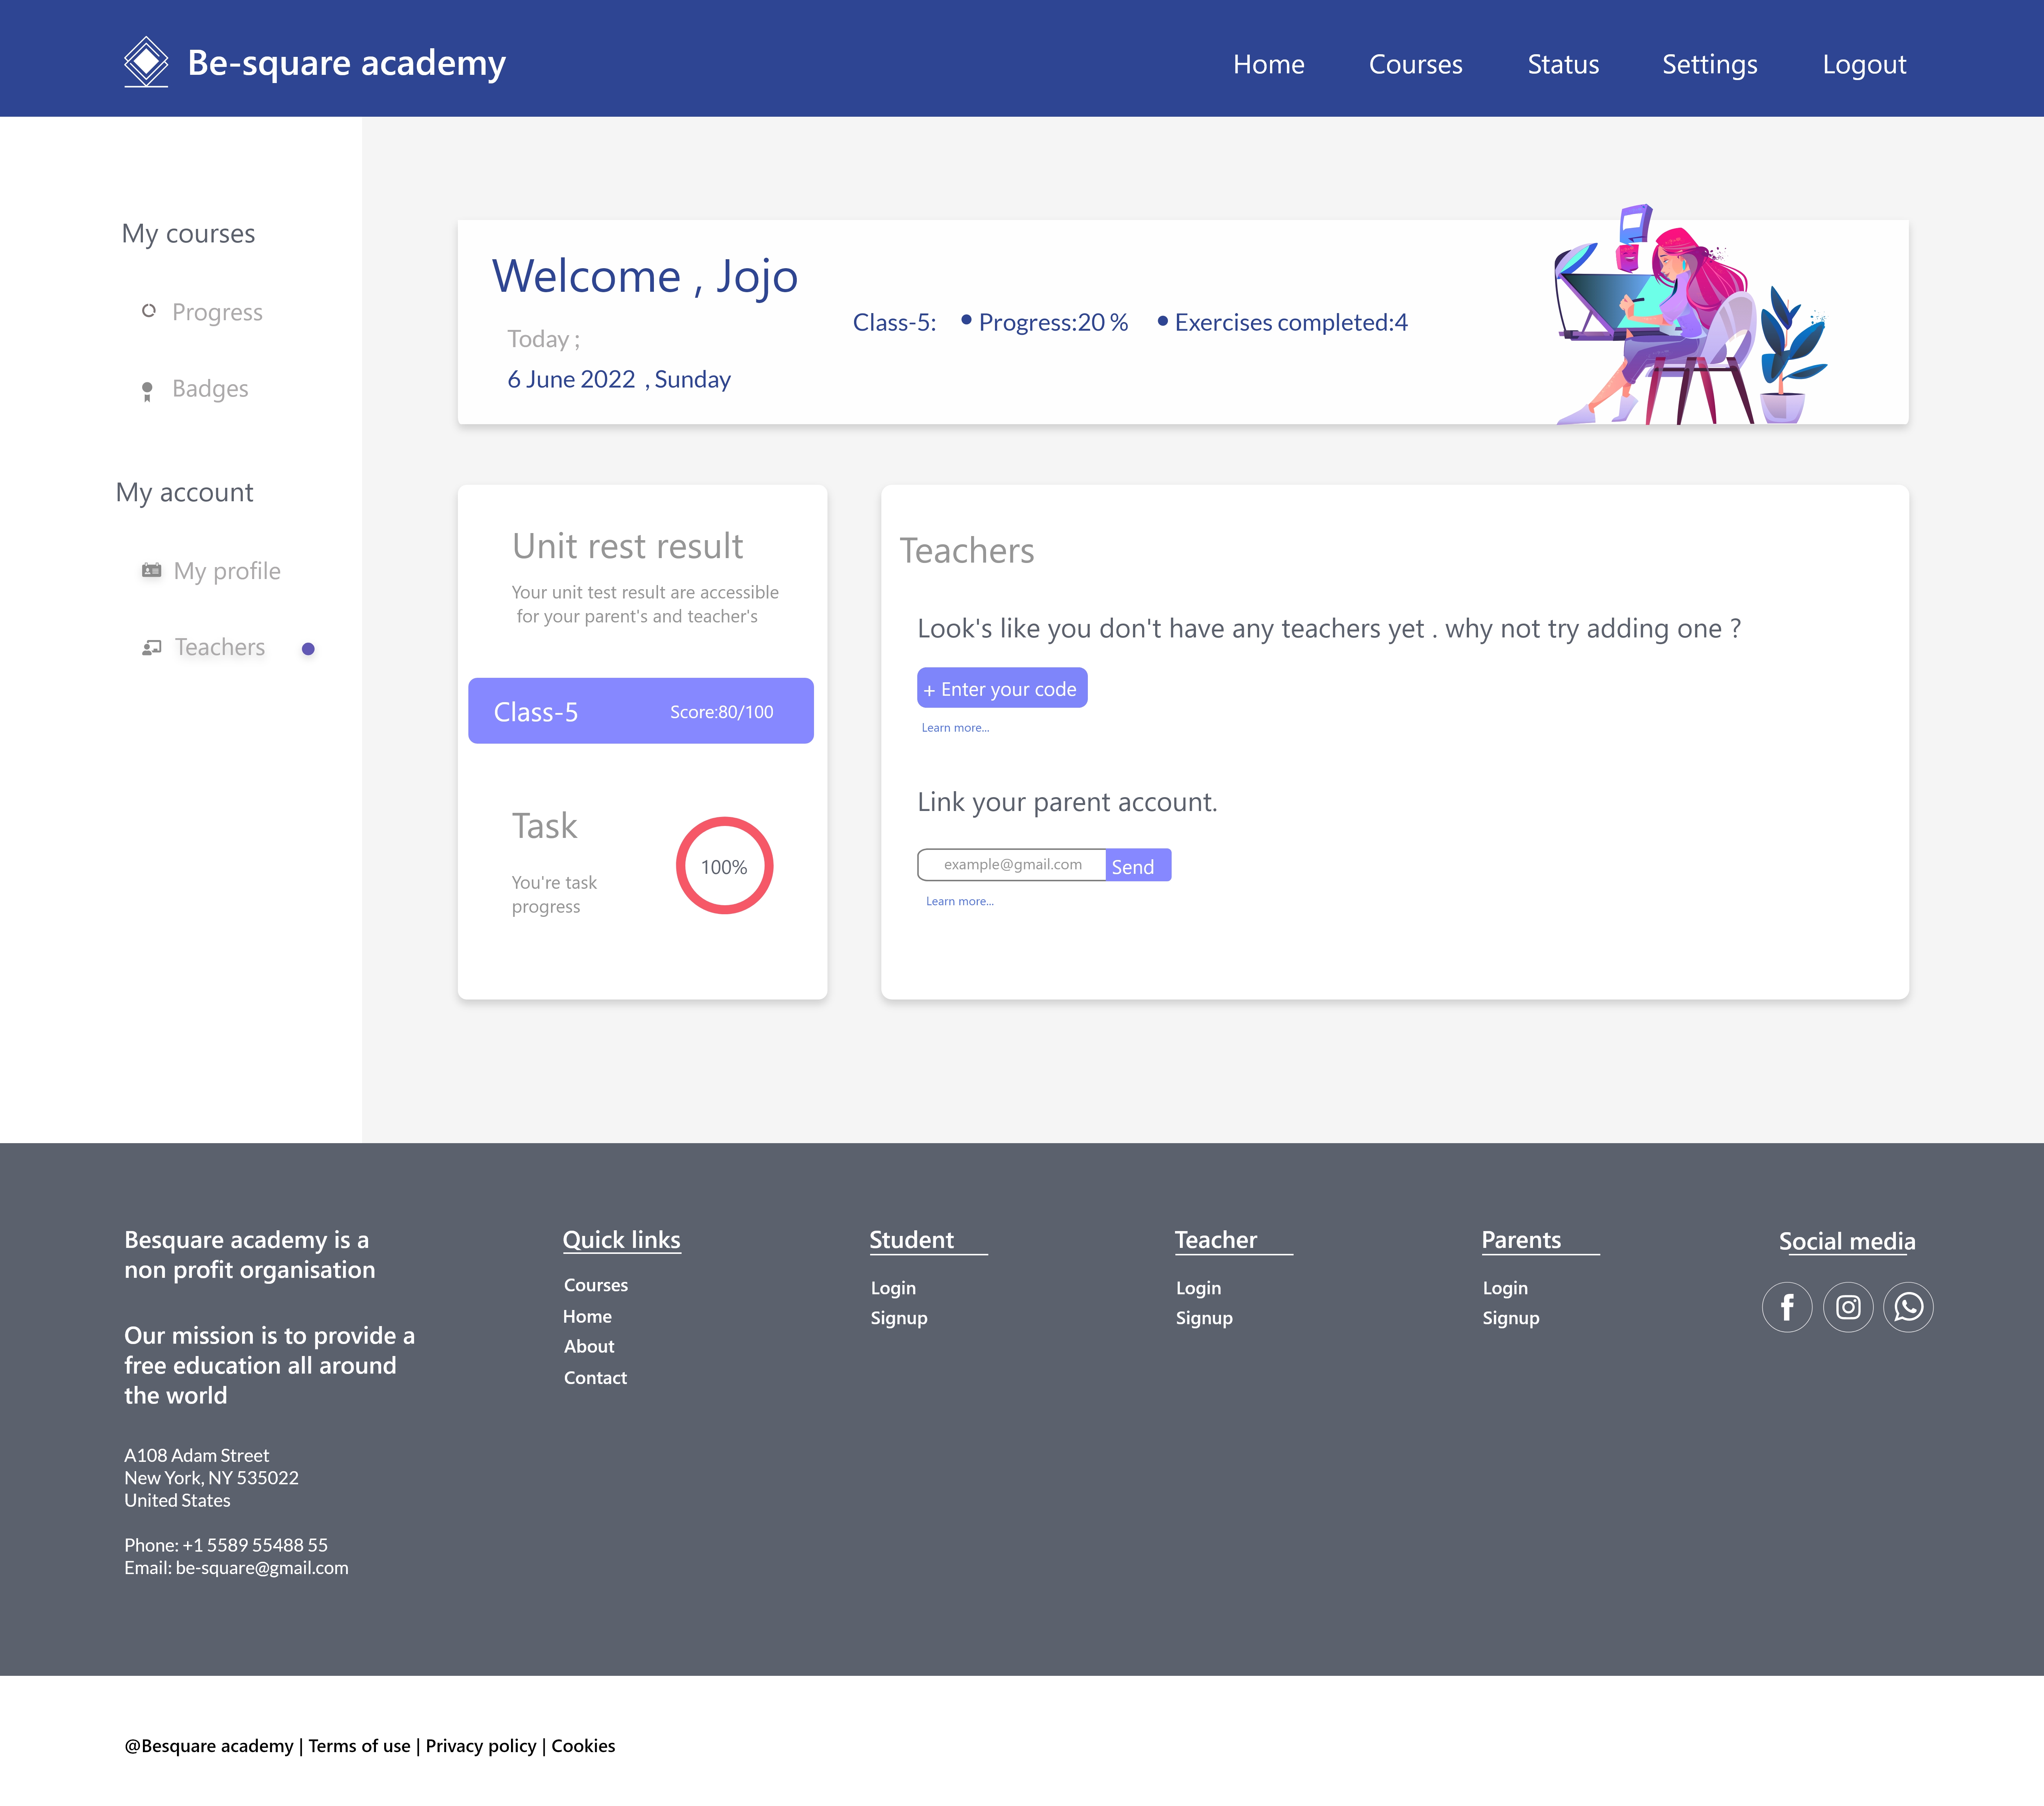 Be-square academy
Home Courses Status Settings Logout
My courses
Progress
Badges
My account
My profile
Teachers
Welcome , Jojo
Today ;
6 June 2022 , Sunday
Class-5: • Progress:20 % • Exercises completed:4
Unit rest result
Your unit test result are accessible
for your parent's and teacher's
Class-5 Score:80/100
Task
You're task
progress
100%
Teachers
Look's like you don't have any teachers yet . why not try adding one ?
+ Enter your code
Learn more...
Link your parent account.
example@gmail.com Send
Learn more...
Besquare academy is a
non profit organisation
Our mission is to provide a
free education all around
the world
A108 Adam Street
New York, NY 535022
United States
Phone: +1 5589 55488 55
Email: be-square@gmail.com
Quick links
Courses
Home
About
Contact
Student
Login
Signup
Teacher
Login
Signup
Parents
Login
Signup
Social media
@Besquare academy | Terms of use | Privacy policy | Cookies